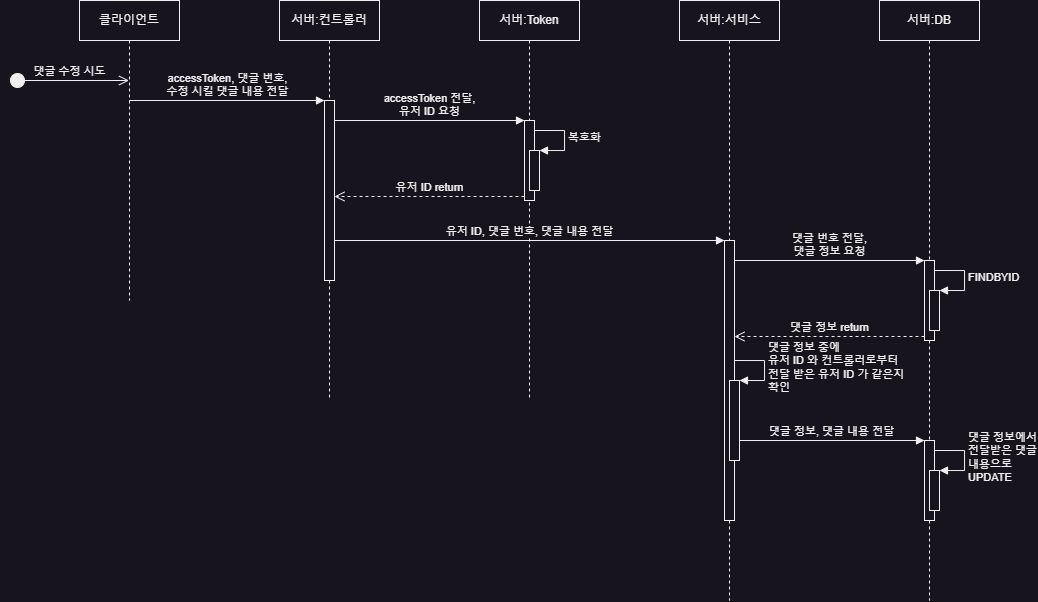 클라이언트
서버:컨트롤러
서버:Token
서버:서비스
서버:DB
댓글 수정 시도
accessToken, 댓글 번호,
수정 시킬 댓글 내용 전달
accessToken 전달,
유저 ID 요청
복호화
유저 ID return
유저 ID, 댓글 번호, 댓글 내용 전달
댓글 번호 전달,
댓글 정보 요청
FINDBYID
댓글 정보 return
댓글 정보 중에
유저 ID 와 컨트롤러로부터
전달 받은 유저 ID 가 같은지
확인
댓글 정보, 댓글 내용 전달
댓글 정보에서
전달받은 댓글
내용으로
UPDATE